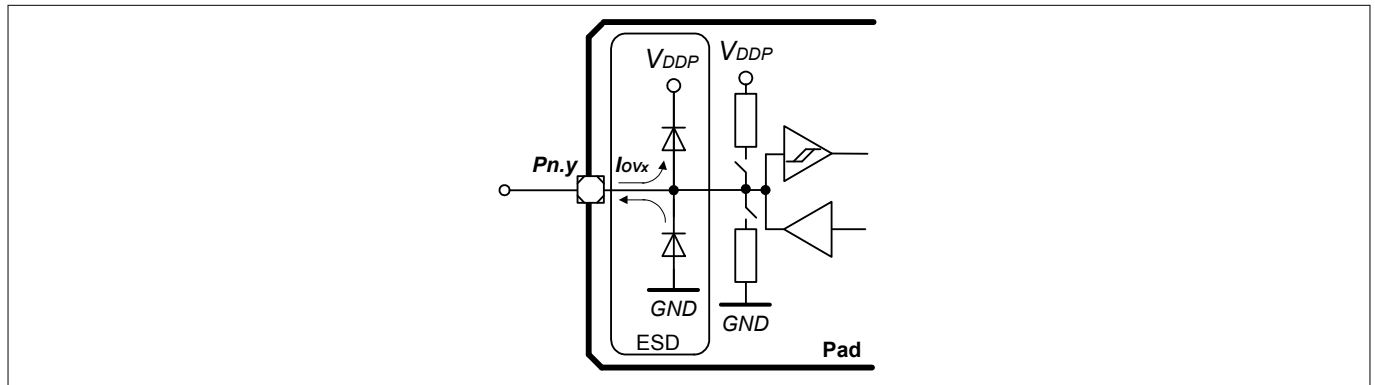 VDDP
VDDP
Pn.y
IOVx
GND
GND
ESD
Pad